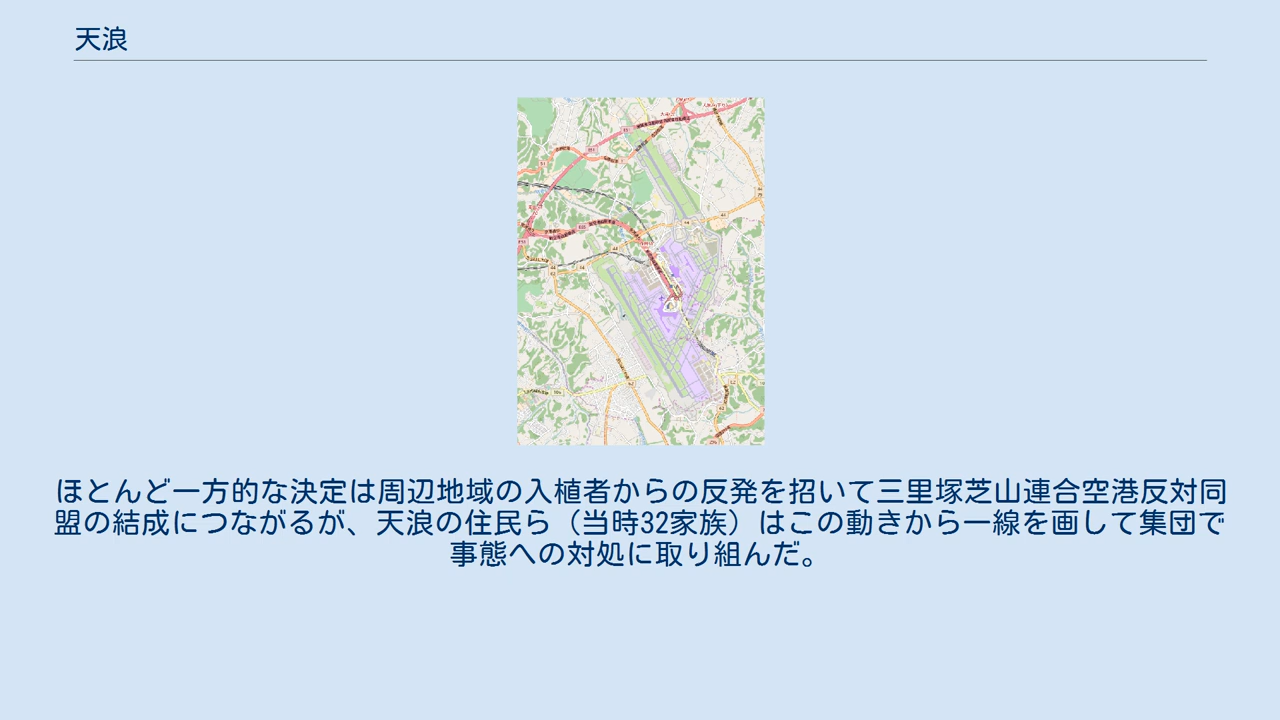 天浪
ほとんど一方的な決定は周辺地域の入植者からの反発を招いて三里塚芝山連合空港反対同
盟の結成につながるが、天浪の住民ら（当時32家族）はこの動きから一線を画して集団で
事態への対処に取り組んだ。